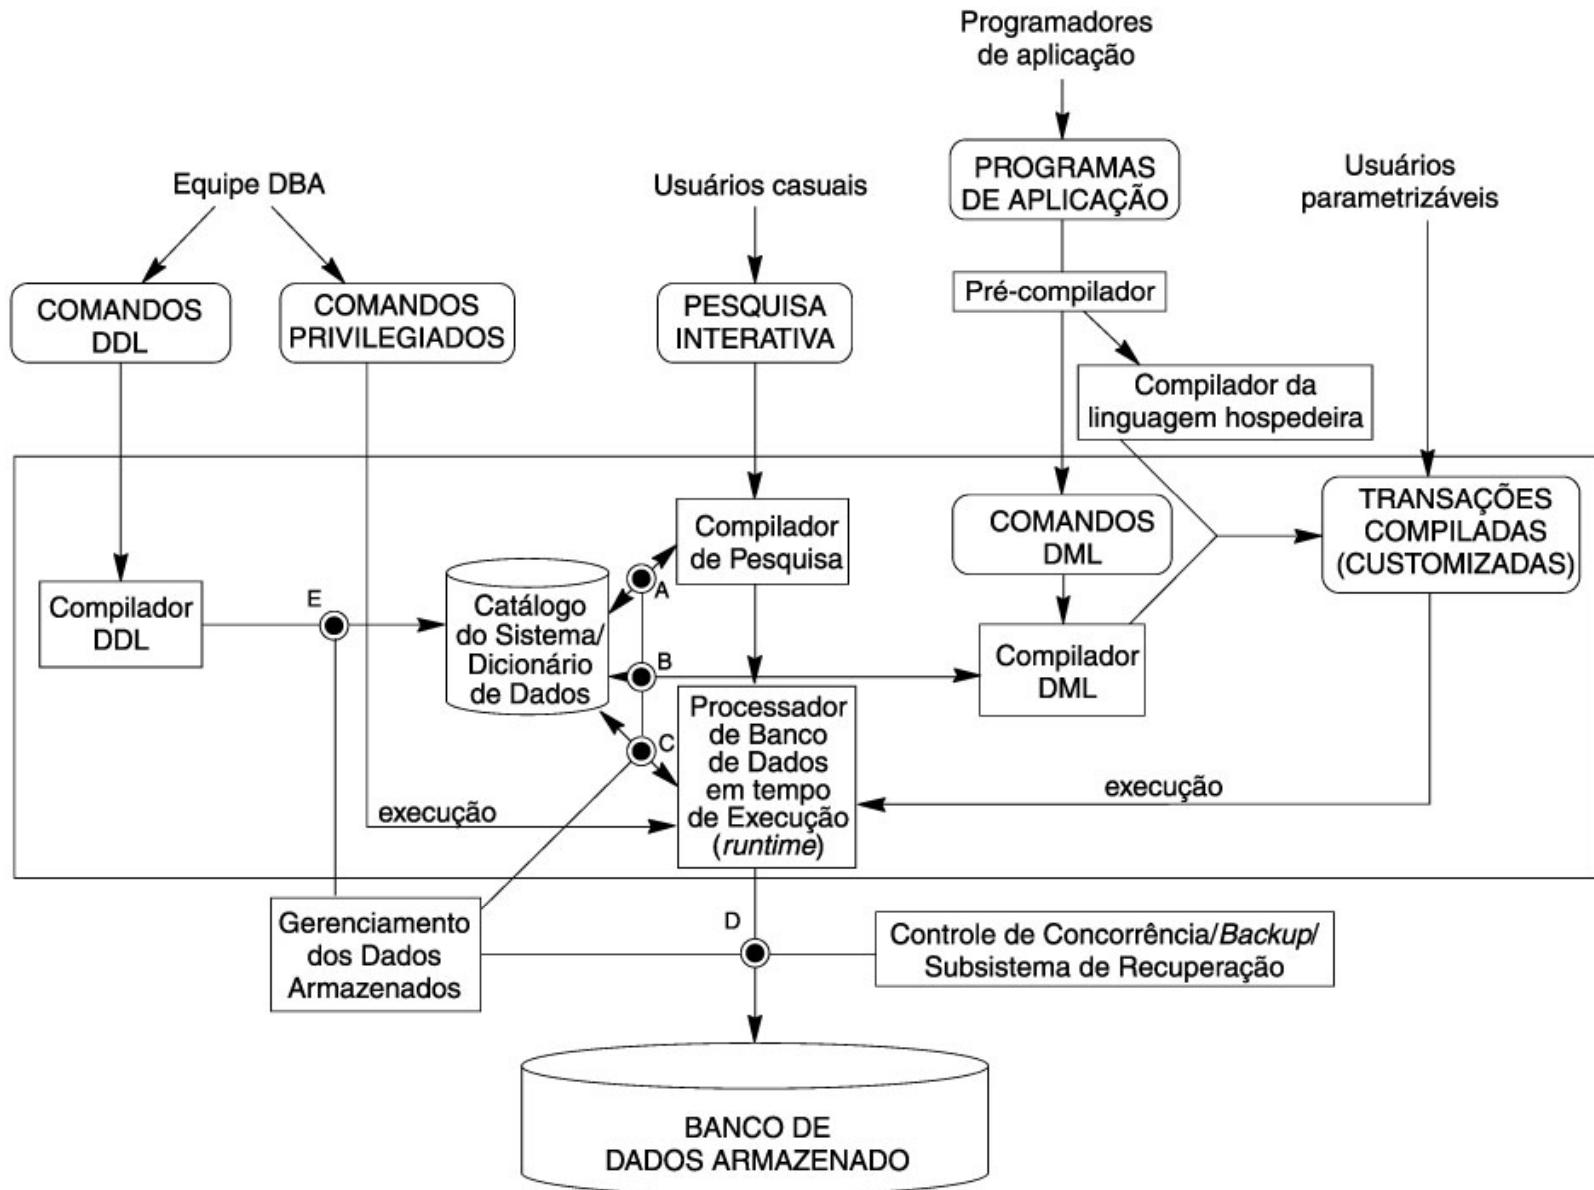 Programadores
de aplicação
Equipe DBA
Usuários casuais
PROGRAMAS
DE APLICAÇÃO
Usuários
parametrizáveis
COMANDOS
DDL
COMANDOS
PRIVILEGIADOS
PESQUISA
INTERATIVA
Pré-compilador
Compilador da
linguagem hospedeira
Compilador
de Pesquisa
COMANDOS
DML
TRANSAÇÕES
COMPILADAS
(CUSTOMIZADAS)
Compilador
DDL
E
Catálogo
do Sistema/
Dicionário
de Dados
A
B
C
Compilador
DML
Processador
de Banco
de Dados
em tempo
de Execução
(runtime)
execução
execução
Gerenciamento
dos Dados
Armazenados
D
Controle de Concorrência/Backup/
Subsistema de Recuperação
BANCO DE
DADOS ARMAZENADO